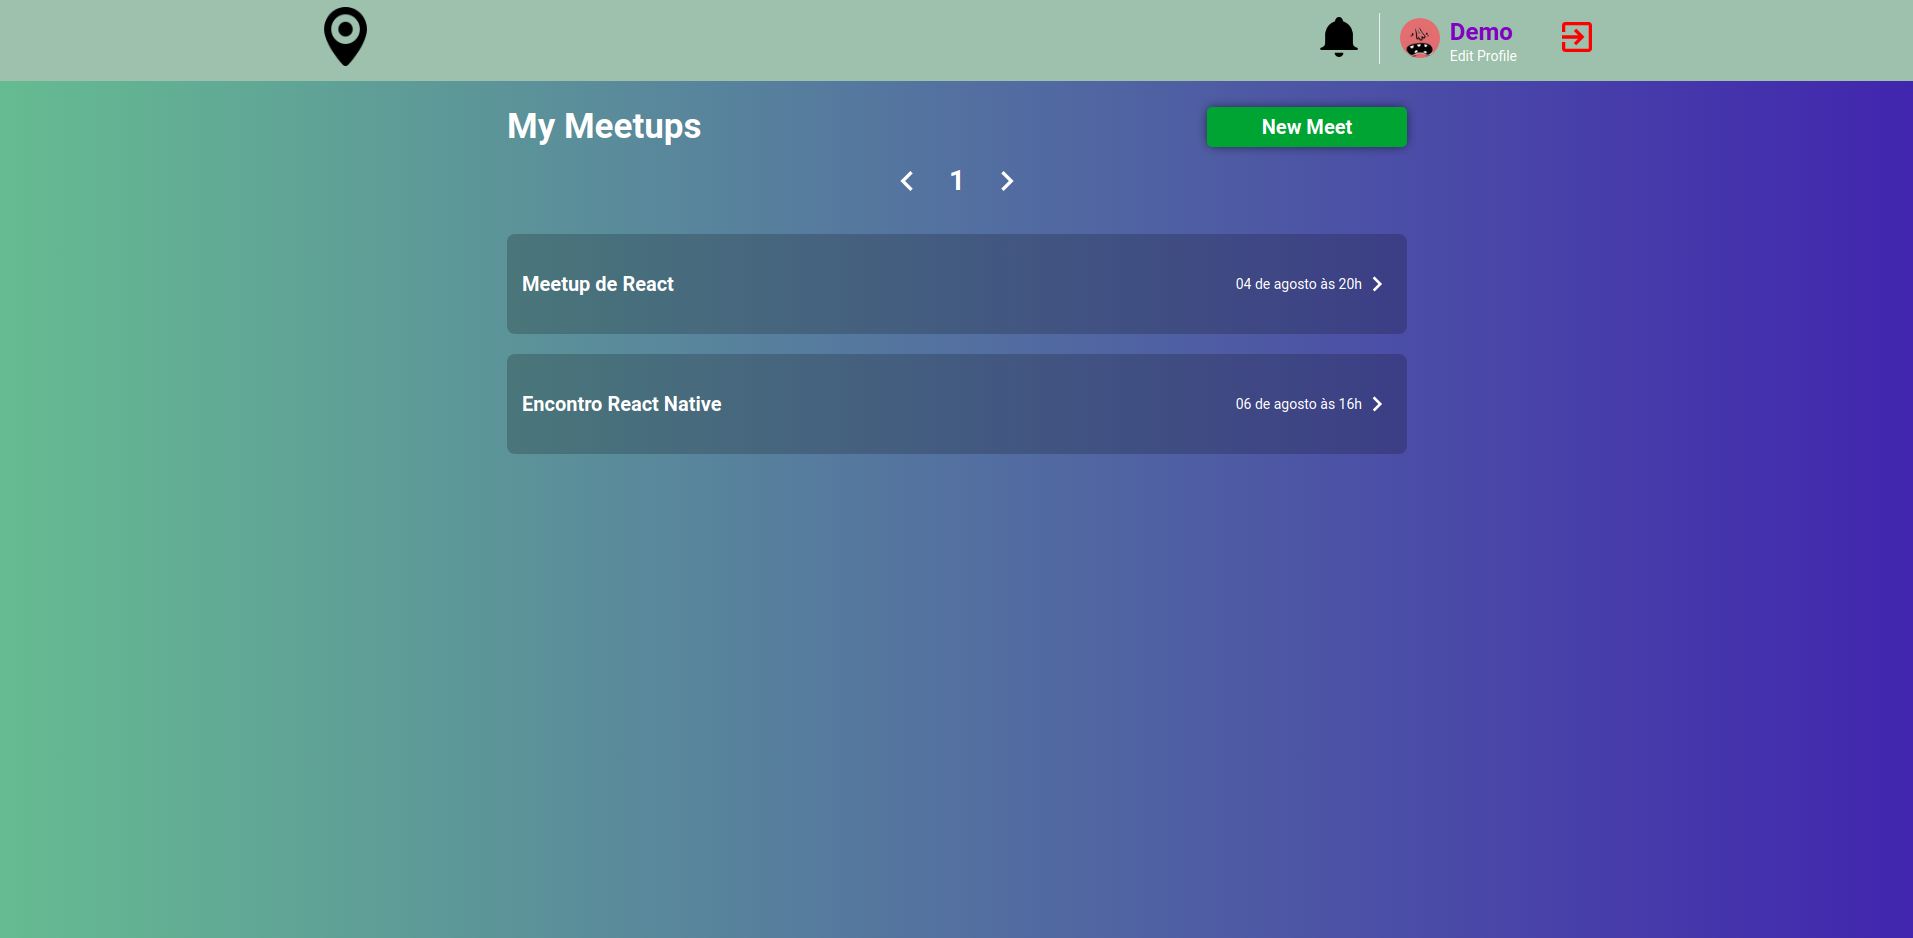 Demo
Edit Profile
My Meetups
New Meet
1
Meetup de React
04 de agosto às 20h
Encontro React Native
06 de agosto às 16h